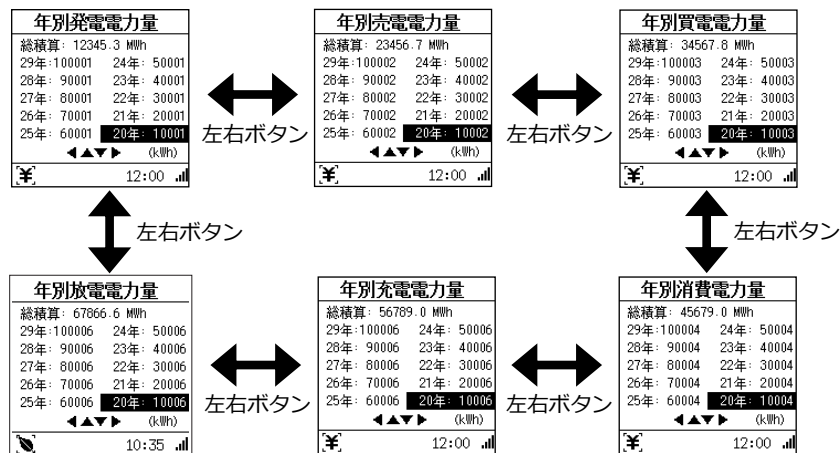 年別発電電力量
総積算: 12345.3 MWh
29年:100001 24年: 50001
28年: 90001 23年: 40001
27年: 80001 22年: 30001
26年: 70001 21年: 20001
25年: 60001 20年: 10001
◀▲▼▶ (kWh)
[¥] 12:00
左右ボタン
年別売電電力量
総積算: 23456.7 MWh
29年:100002 24年: 50002
28年: 90002 23年: 40002
27年: 80002 22年: 30002
26年: 70002 21年: 20002
25年: 60002 20年: 10002
◀▲▼▶ (kWh)
[¥] 12:00
左右ボタン
年別買電電力量
総積算: 34567.8 MWh
29年:100003 24年: 50003
28年: 90003 23年: 40003
27年: 80003 22年: 30003
26年: 70003 21年: 20003
25年: 60003 20年: 10003
◀▲▼▶ (kWh)
[¥] 12:00
左右ボタン
左右ボタン
年別放電電力量
総積算: 67866.6 MWh
29年:100006 24年: 50006
28年: 90006 23年: 40006
27年: 80006 22年: 30006
26年: 70006 21年: 20006
25年: 60006 20年: 10006
◀▲▼▶ (kWh)
10:35
左右ボタン
年別充電電力量
総積算: 56789.0 MWh
29年:100006 24年: 50006
28年: 90006 23年: 40006
27年: 80006 22年: 30006
26年: 70006 21年: 20006
25年: 60006 20年: 10006
◀▲▼▶ (kWh)
[¥] 12:00
左右ボタン
年別消費電力量
総積算: 45679.0 MWh
29年:100004 24年: 50004
28年: 90004 23年: 40004
27年: 80004 22年: 30004
26年: 70004 21年: 20004
25年: 60004 20年: 10004
◀▲▼▶ (kWh)
[¥] 12:00